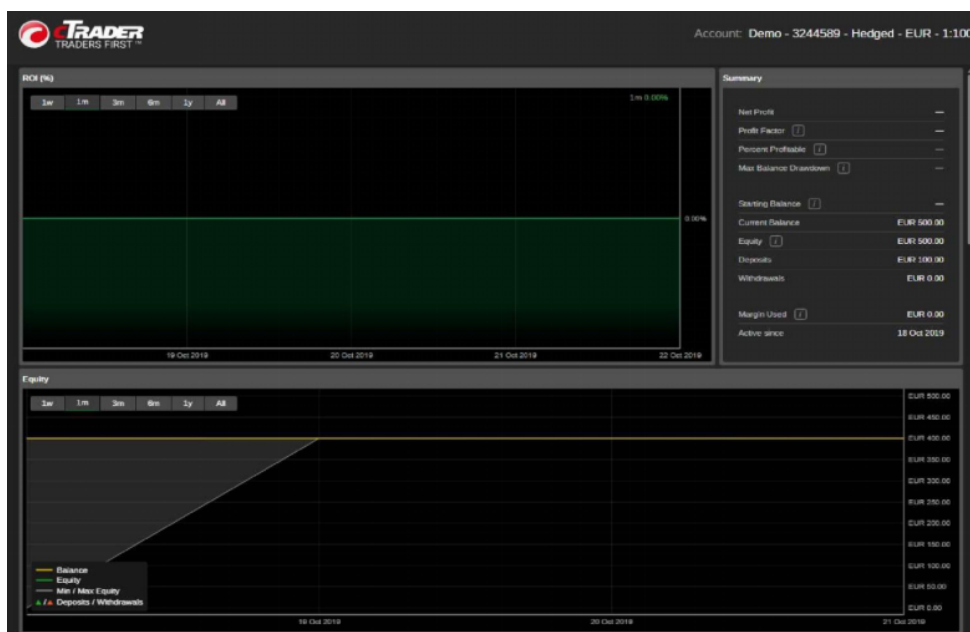 cTRADER
TRADERS FIRST ™
Account: Demo - 3244589 - Hedged - EUR - 1:100
ROI (%)
1w 1m 3m 6m 1y All
1m 0.00%
0.00%
19 Oct 2019 20 Oct 2019 21 Oct 2019 22 Oct 2019
Summary
Net Profit —
Profit Factor i —
Percent Profitable i —
Max Balance Drawdown i —
Starting Balance i —
Current Balance EUR 500.00
Equity i EUR 500.00
Deposits EUR 100.00
Withdrawals EUR 0.00
Margin Used i EUR 0.00
Active since 18 Oct 2019
Equity
1w 1m 3m 6m 1y All
EUR 500.00
EUR 450.00
EUR 400.00
EUR 350.00
EUR 300.00
EUR 250.00
EUR 200.00
EUR 150.00
EUR 100.00
EUR 50.00
EUR 0.00
Balance
Equity
Min / Max Equity
Deposits / Withdrawals
19 Oct 2019 20 Oct 2019 21 Oct 2019